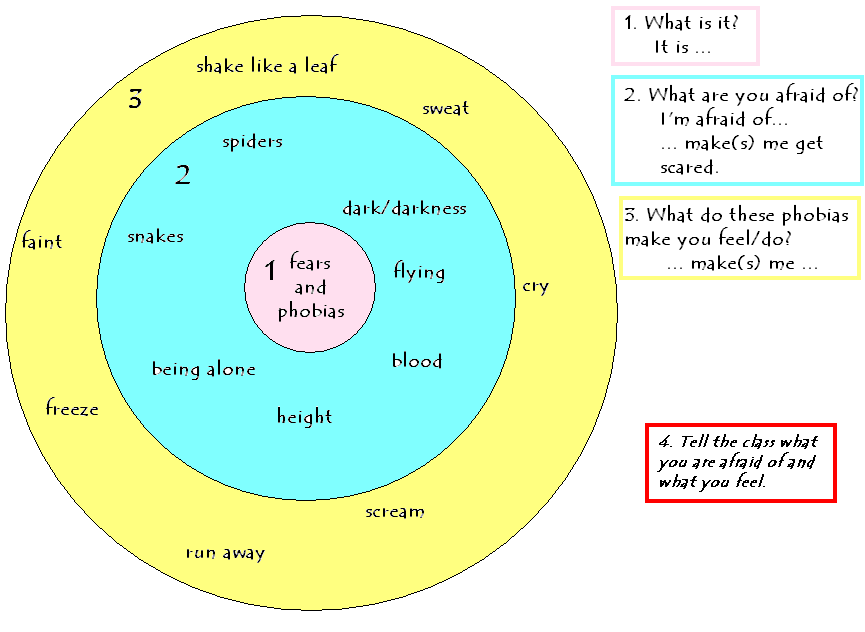 shake like a leaf
3
sweat
spiders
2
dark/darkness
faint
snakes
1 fears
and
phobias
flying
cry
being alone
blood
freeze
height
scream
run away
1. What is it?
It is ...
2. What are you afraid of?
I'm afraid of...
... make(s) me get
scared.
3. What do these phobias
make you feel/do?
... make(s) me ...
4. Tell the class what
you are afraid of and
what you feel.